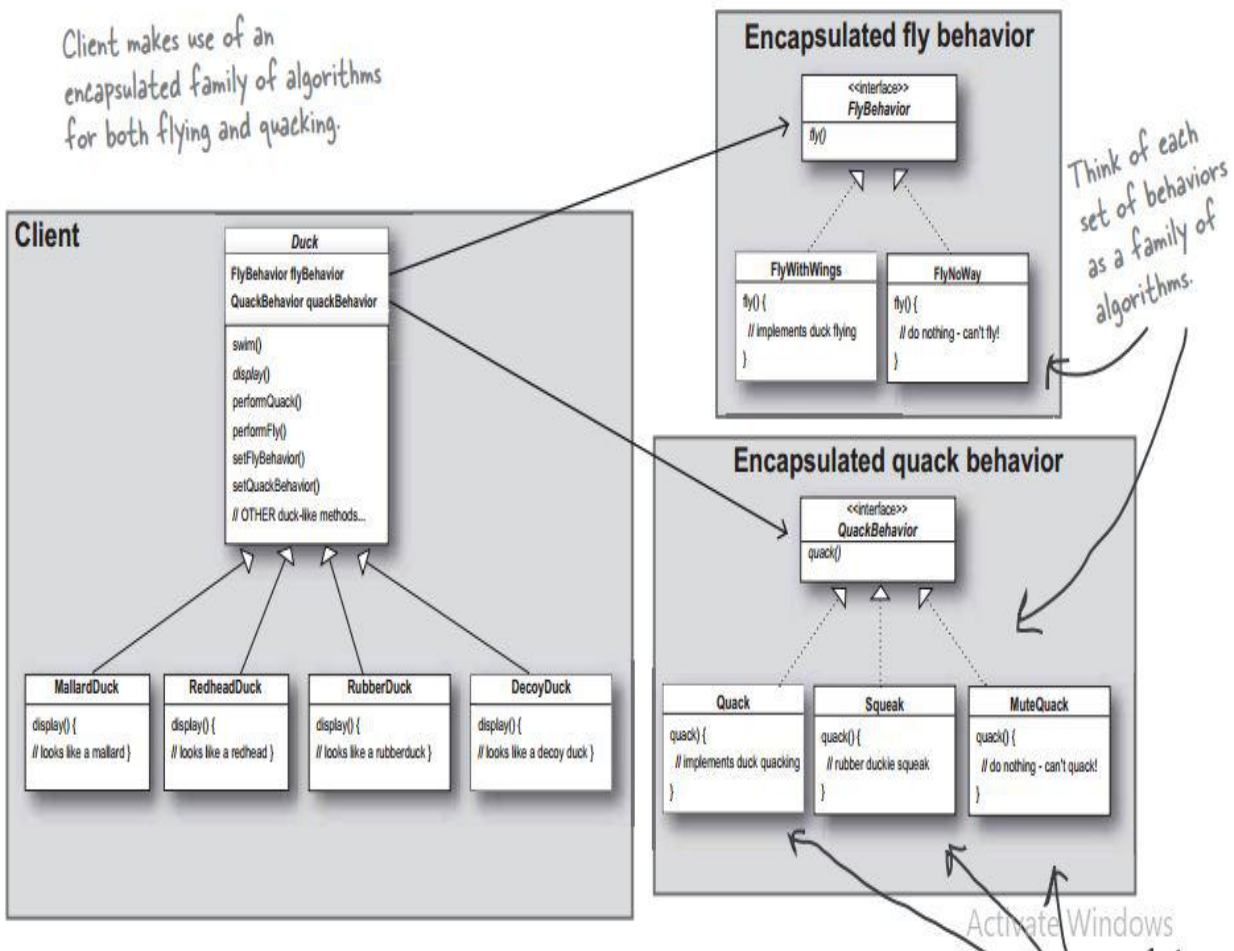 Client makes use of an
encapsulated family of algorithms
for both flying and quacking.
Encapsulated fly behavior
<<interface>>
FlyBehavior
fly()
FlyWithWings
fly() {
// implements duck flying
}
FlyNoWay
fly() {
// do nothing - can't fly!
}
Think of each
set of behaviors
as a family of
algorithms.
Client
Duck
FlyBehavior flyBehavior
QuackBehavior quackBehavior
swim()
display()
performQuack()
performFly()
setFlyBehavior()
setQuackBehavior()
// OTHER duck-like methods...
MallardDuck
display() {
// looks like a mallard }
RedheadDuck
display() {
// looks like a redhead }
RubberDuck
display() {
// looks like a rubberduck }
DecoyDuck
display() {
// looks like a decoy duck }
Encapsulated quack behavior
<<interface>>
QuackBehavior
quack()
Quack
quack) {
// implements duck quacking
}
Squeak
quack() {
// rubber duckie squeak
}
MuteQuack
quack() {
// do nothing - can't quack!
}
Activate Windows